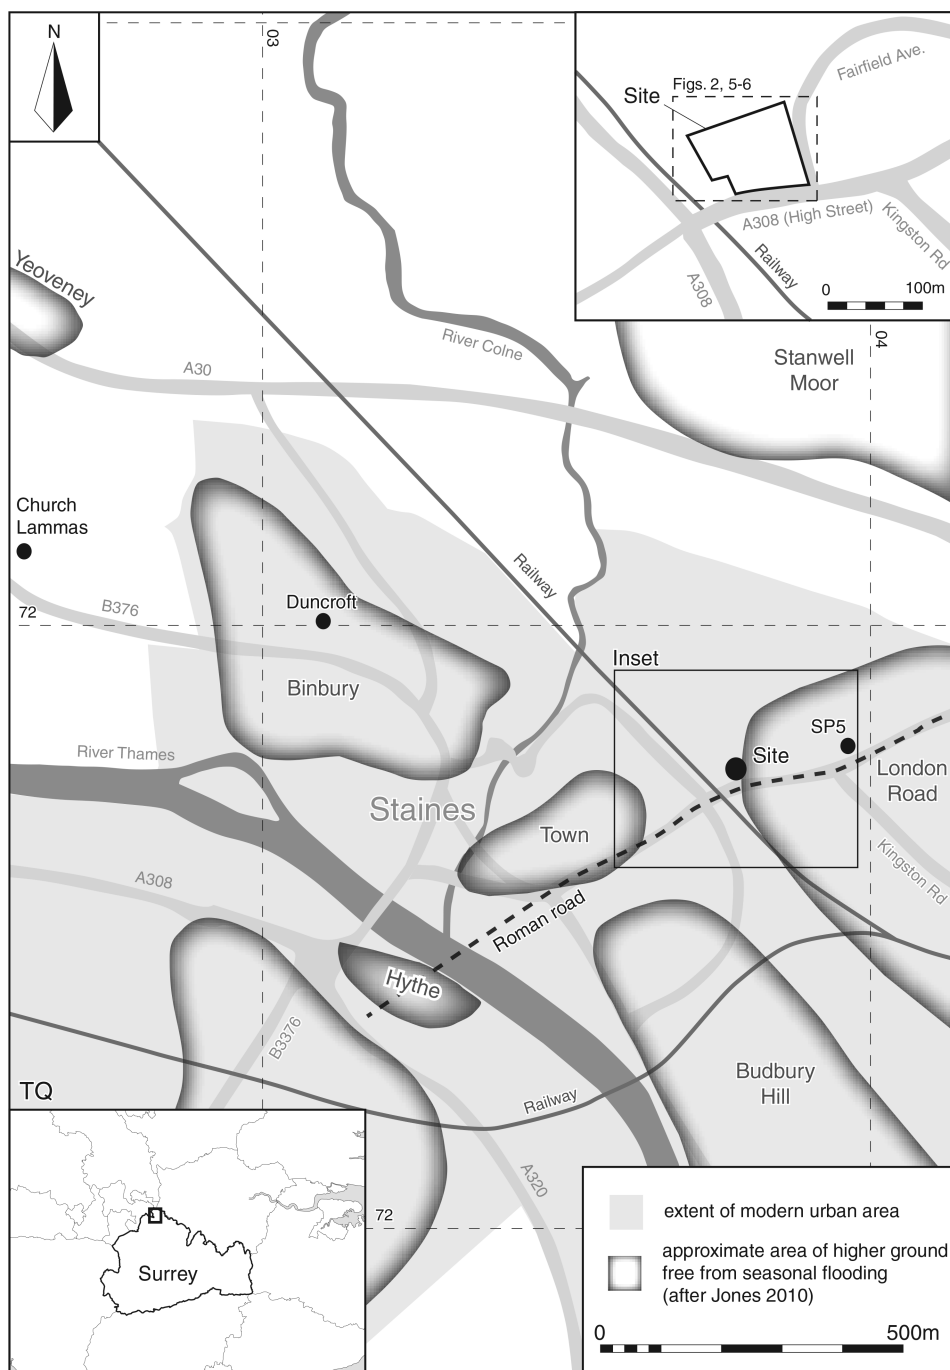 N
03
Figs. 2, 5-6
Site
Fairfield Ave.
A308 (High Street)
Kingston Rd
Railway
A308
0 100m
Yeoveney
River Colne
04
Stanwell
Moor
A30
Church
Lammas
Railway
72
B376
Duncroft
Inset
Binbury
SP5
River Thames
Site
London
Road
Staines
Town
Kingston Rd
A308
Roman road
Hythe
B3376
Budbury
Hill
TQ
Railway
A320
72
Surrey
extent of modern urban area
approximate area of higher ground
free from seasonal flooding
(after Jones 2010)
0 500m